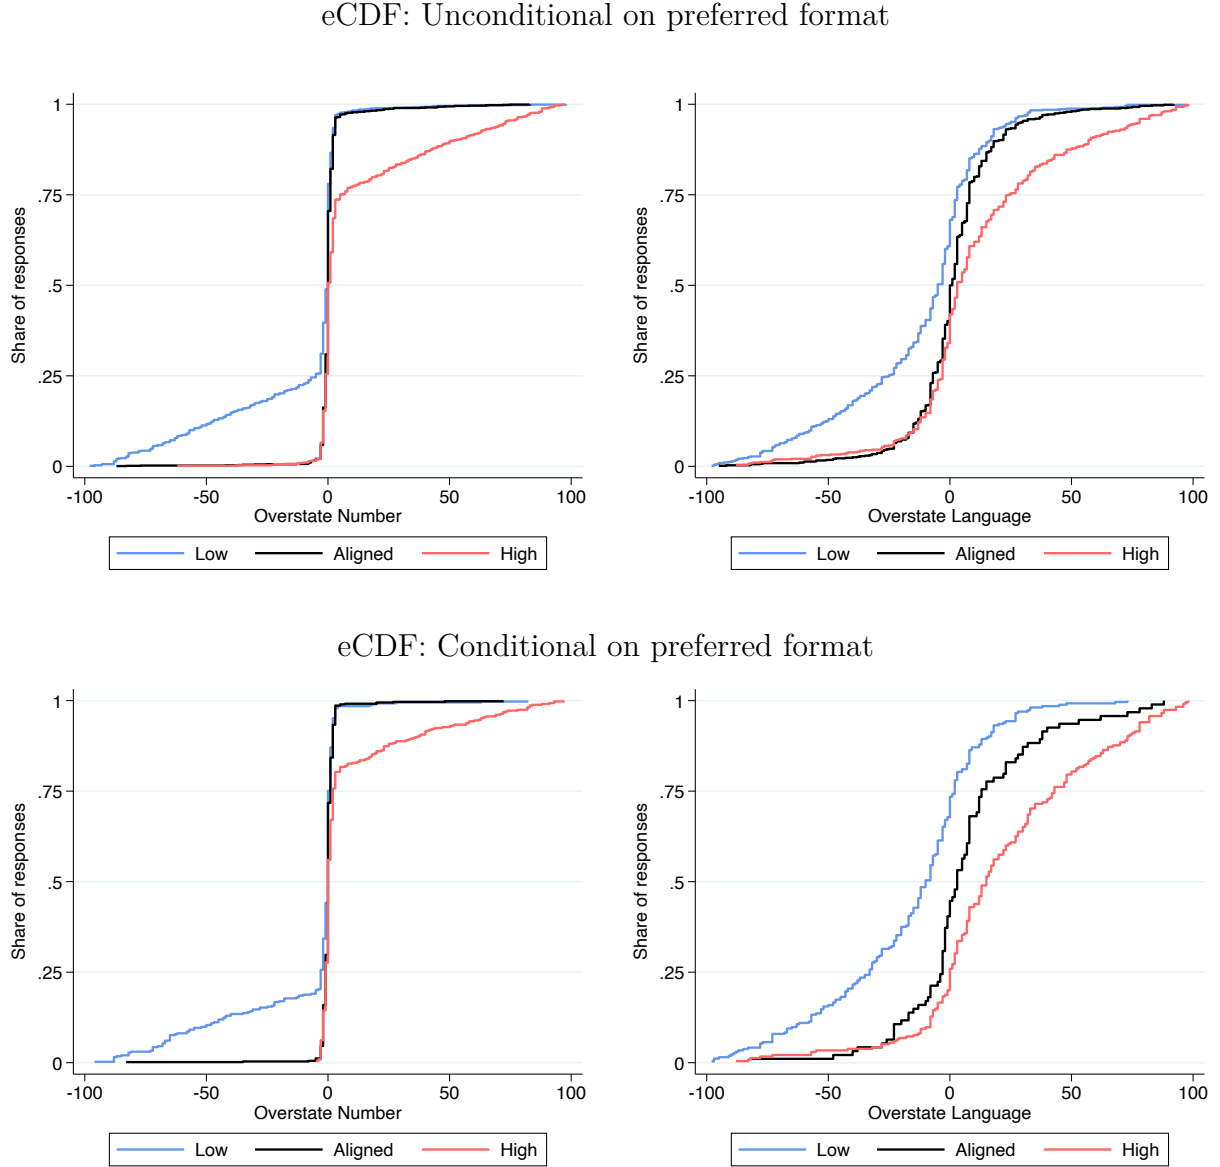 eCDF: Unconditional on preferred format
Share of responses
1
.75
.5
.25
0
-100 -50 0 50 100
Overstate Number
Low Aligned High
Share of responses
1
.75
.5
.25
0
-100 -50 0 50 100
Overstate Language
Low Aligned High
eCDF: Conditional on preferred format
Share of responses
1
.75
.5
.25
0
-100 -50 0 50 100
Overstate Number
Low Aligned High
Share of responses
1
.75
.5
.25
0
-100 -50 0 50 100
Overstate Language
Low Aligned High